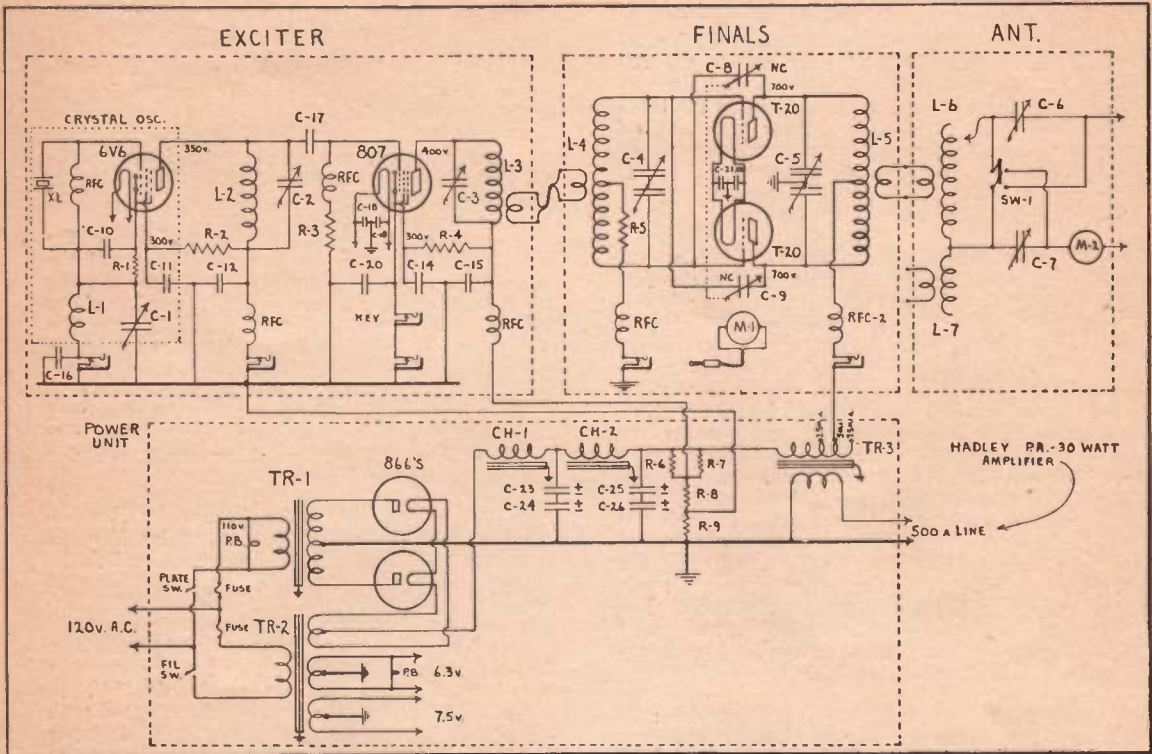 EXCITER
FINALS
ANT.
CRYSTAL OSC.
6V6
RFC
XL
C-10
R-1
C-11
L-1
C-1
C-16
350v.
300v
L-2
C-2
R-2
C-12
RFC
C-17
RFC
R-3
807
400v
C-18
300v
R-4
C-3
L-3
C-20
C-14
C-15
KEY
RFC
L-4
C-4
R-5
RFC
C-8
NC
700v
T-20
C-21
T-20
NC
700v
C-9
M-1
C-5
L-5
RFC-2
L-6
C-6
SW-1
C-7
M-2
L-7
POWER
UNIT
TR-1
866'S
110v
P.B.
PLATE
SW.
FUSE
120v. A.C.
FUSE
FIL
SW.
TR-2
P.B
6.3v
7.5v.
CH-1
CH-2
C-23
C-24
±
±
C-25
C-26
±
±
R-6
R-7
R-8
R-9
TR-3
HADLEY P.A.-30 WATT
AMPLIFIER
500 Ω LINE